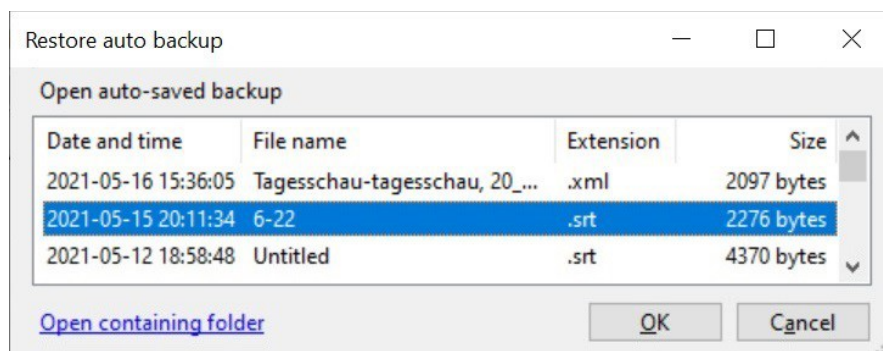 Restore auto backup
Open auto-saved backup
Date and time File name Extension Size
2021-05-16 15:36:05 Tagesschau-tagesschau, 20_... .xml 2097 bytes
2021-05-15 20:11:34 6-22 .srt 2276 bytes
2021-05-12 18:58:48 Untitled .srt 4370 bytes
Open containing folder OK Cancel